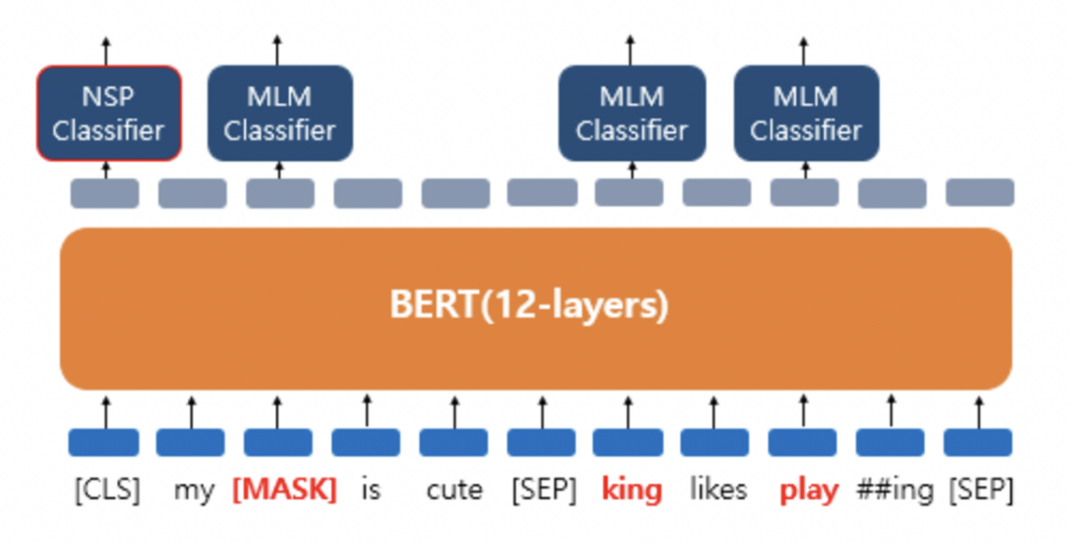 NSP
Classifier
MLM
Classifier
MLM
Classifier
MLM
Classifier
BERT(12-layers)
[CLS] my [MASK] is cute [SEP] king likes play ##ing [SEP]